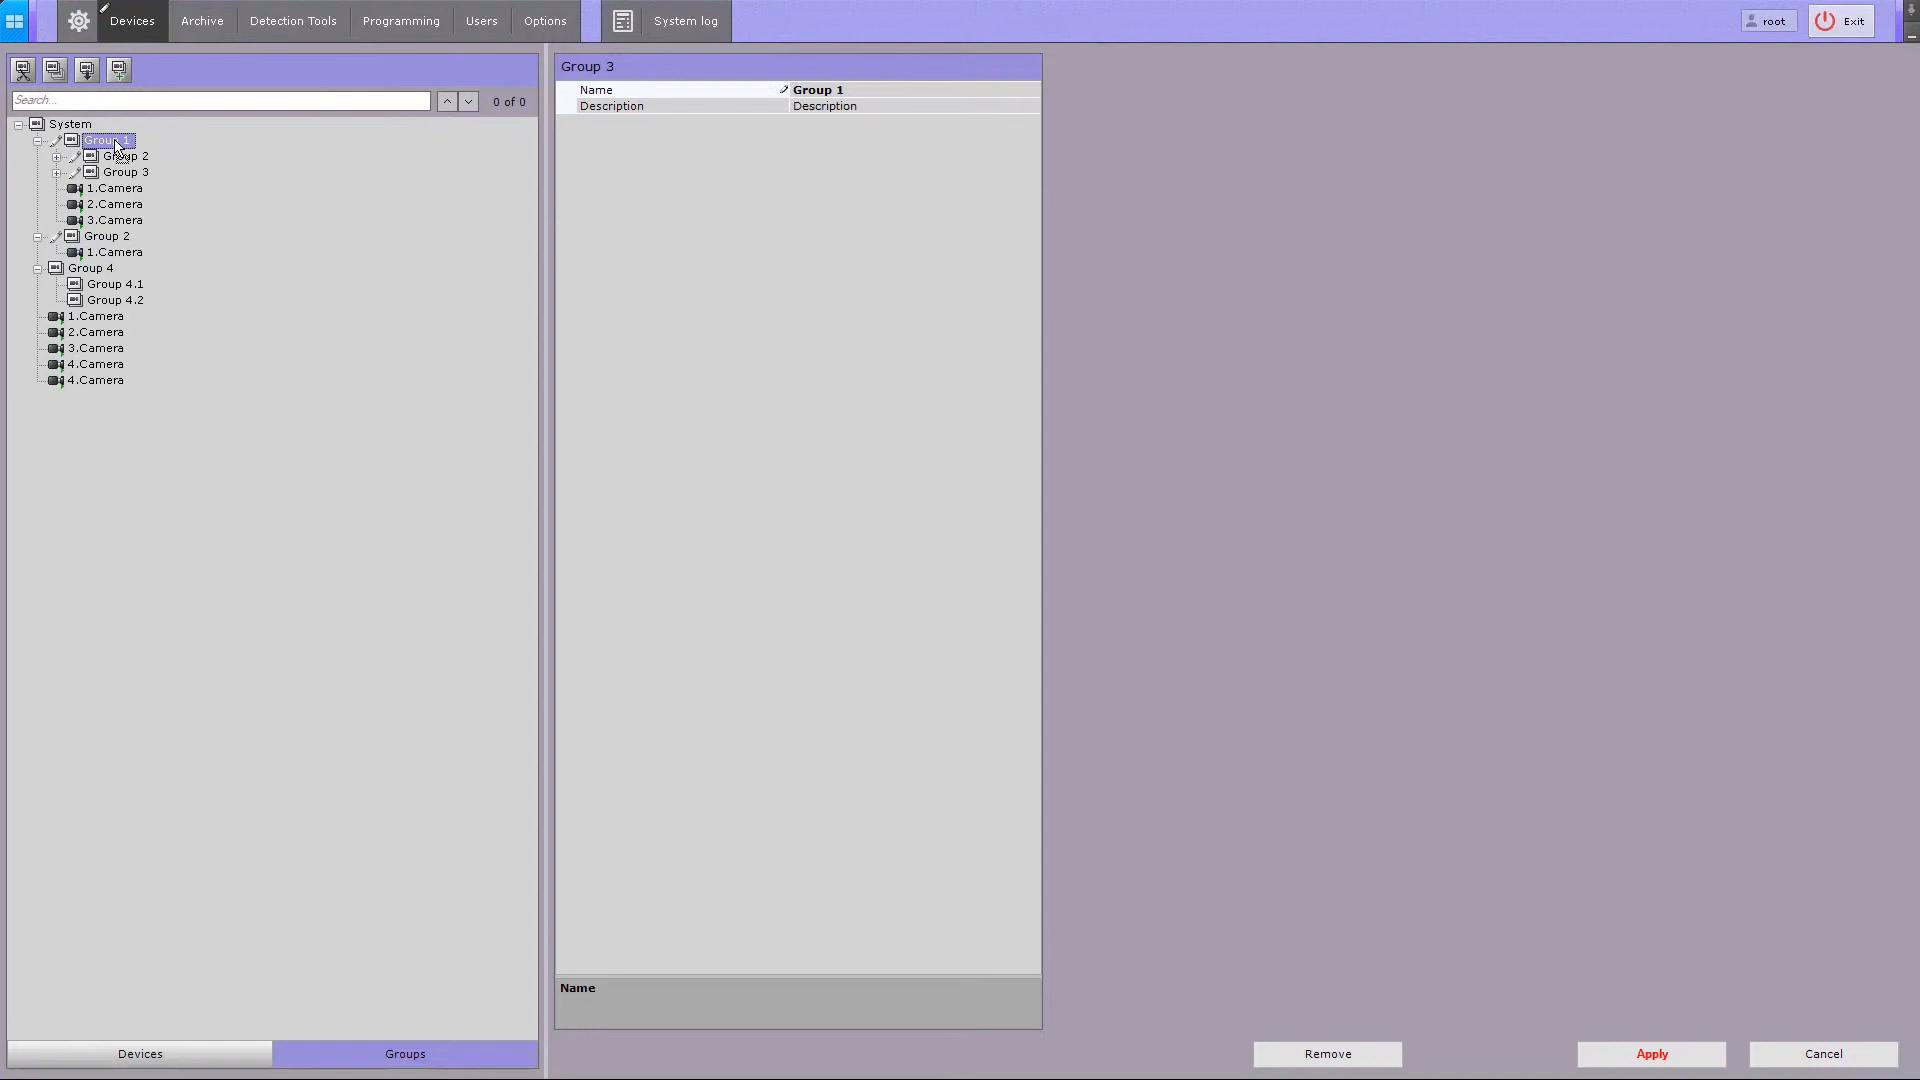 Devices
Archive
Detection Tools
Programming
Users
Options
System log
root
Exit
Search...
0 of 0
System
Group 1
Group 2
Group 3
1.Camera
2.Camera
3.Camera
Group 2
1.Camera
Group 4
Group 4.1
Group 4.2
1.Camera
2.Camera
3.Camera
4.Camera
4.Camera
Group 3
Name Group 1
Description Description
Name
Devices
Groups
Remove
Apply
Cancel